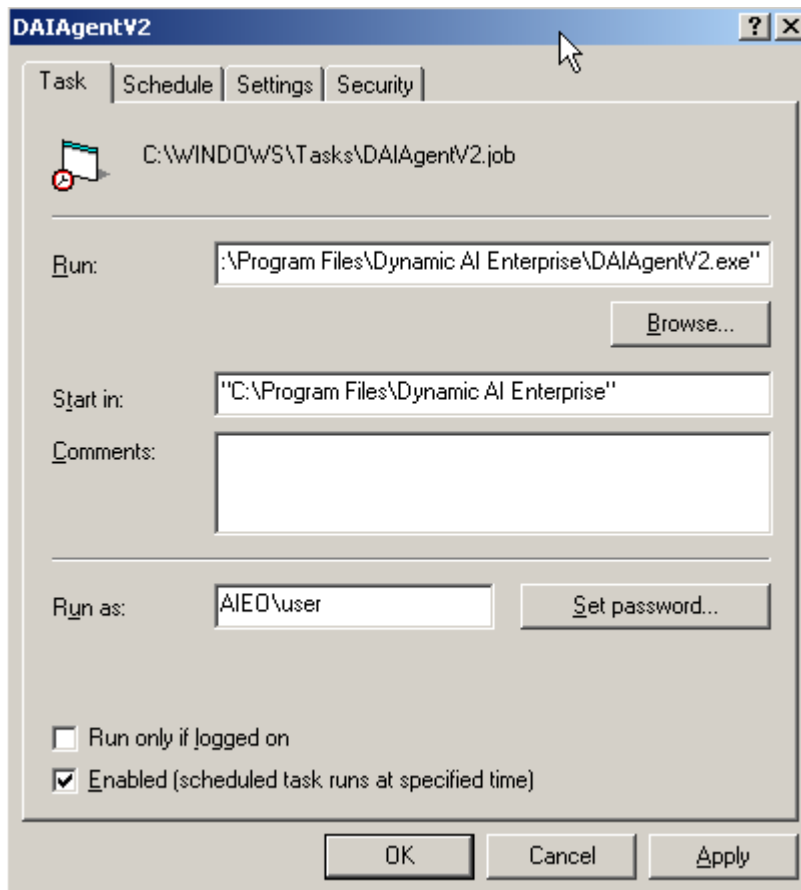 DAIAgentV2
Task Schedule Settings Security
C:\WINDOWS\Tasks\DAIAgentV2.job
Run: :\Program Files\Dynamic AI Enterprise\DAIAgentV2.exe"
Browse...
Start in: "C:\Program Files\Dynamic AI Enterprise"
Comments:
Run as: AIEO\user Set password...
Run only if logged on
Enabled (scheduled task runs at specified time)
OK Cancel Apply